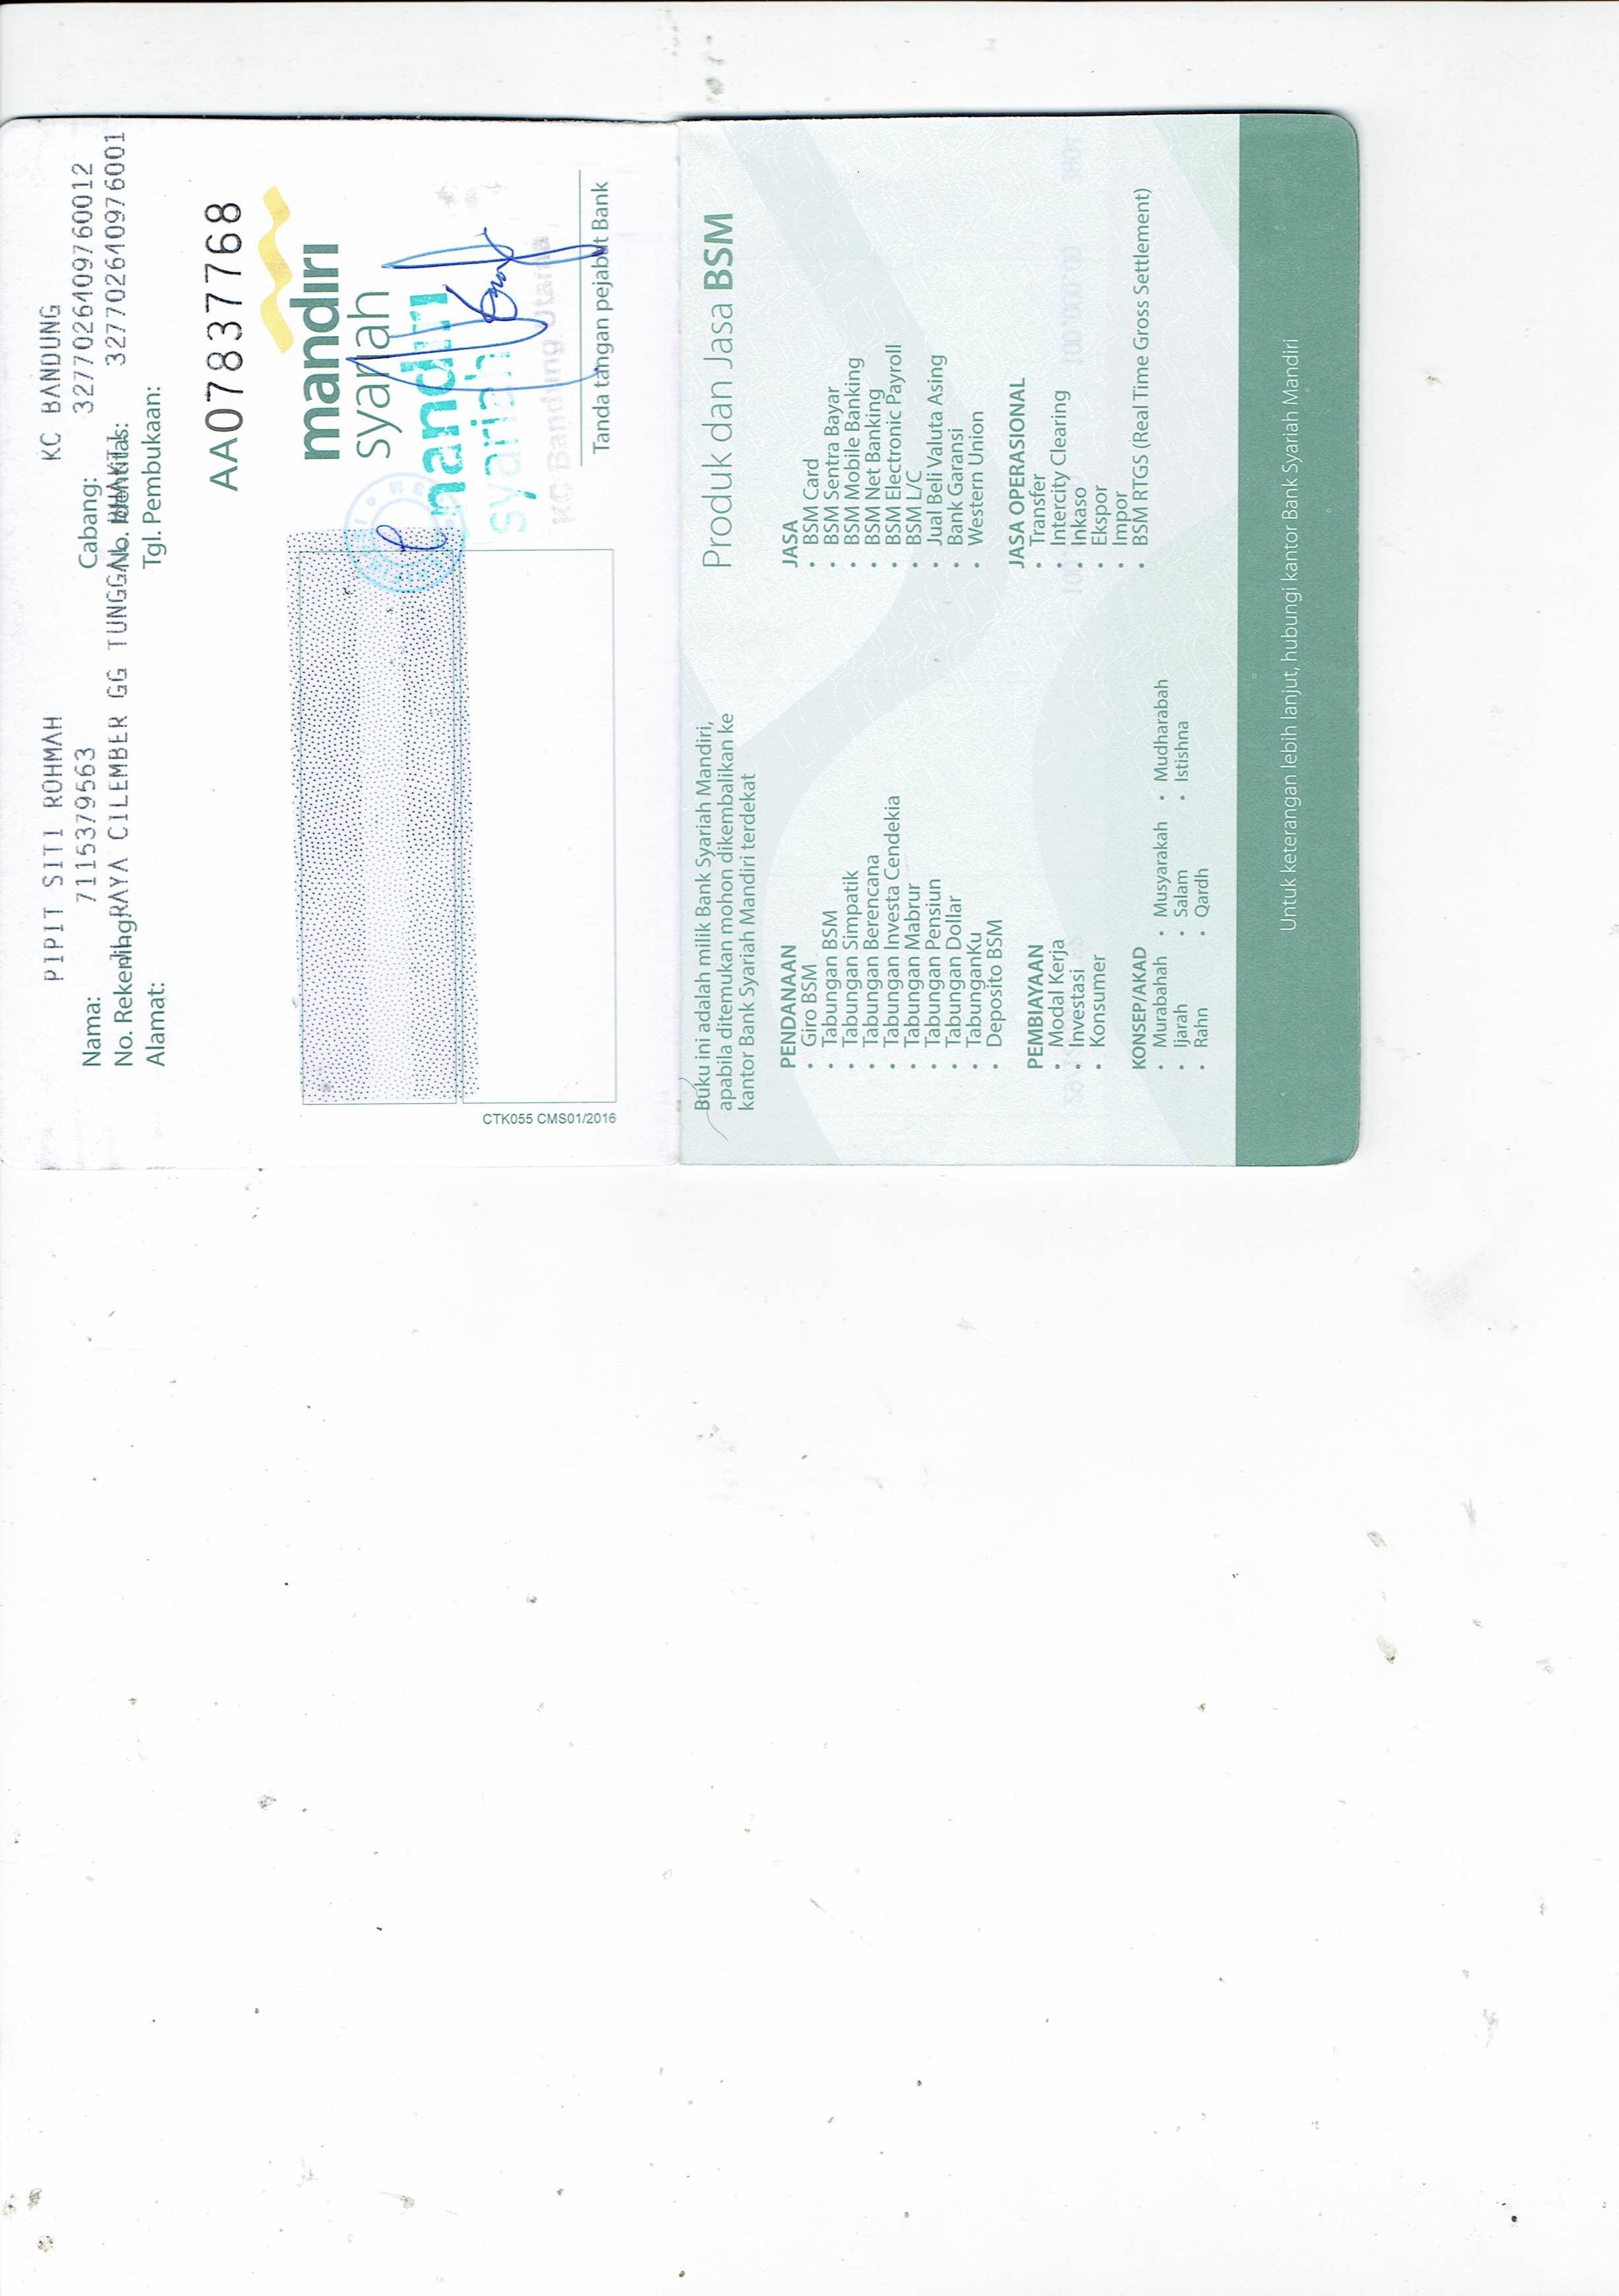 PIPIT SITI ROHMAH
KC BANDUNG
Nama:
7115379563
Cabang:
3277026409760012
No. Rekening:
RAYA CILEMBER GG TUNGGAL BHAKTI
No. Identitas:
327702640976001
Alamat:
Tgl. Pembukaan:
AA07837768
mandiri
syariah
mandiri
syariah
KC Bandung Utama
Tanda tangan pejabat Bank
CTK055 CMS01/2016
Buku ini adalah milik Bank Syariah Mandiri,
apabila ditemukan mohon dikembalikan ke
kantor Bank Syariah Mandiri terdekat
Produk dan Jasa BSM
PENDANAAN
• Giro BSM
• Tabungan BSM
• Tabungan Simpatik
• Tabungan Berencana
• Tabungan Investa Cendekia
• Tabungan Mabrur
• Tabungan Pensiun
• Tabungan Dollar
• TabunganKu
• Deposito BSM
PEMBIAYAAN
• Modal Kerja
• Investasi
• Konsumer
KONSEP/AKAD
• Murabahah • Musyarakah • Mudharabah
• Ijarah • Salam • Istishna
• Rahn • Qardh
JASA
• BSM Card
• BSM Sentra Bayar
• BSM Mobile Banking
• BSM Net Banking
• BSM Electronic Payroll
• BSM L/C
• Jual Beli Valuta Asing
• Bank Garansi
• Western Union
JASA OPERASIONAL
• Transfer
• Intercity Clearing
• Inkaso
• Ekspor
• Impor
• BSM RTGS (Real Time Gross Settlement)
Untuk keterangan lebih lanjut, hubungi kantor Bank Syariah Mandiri